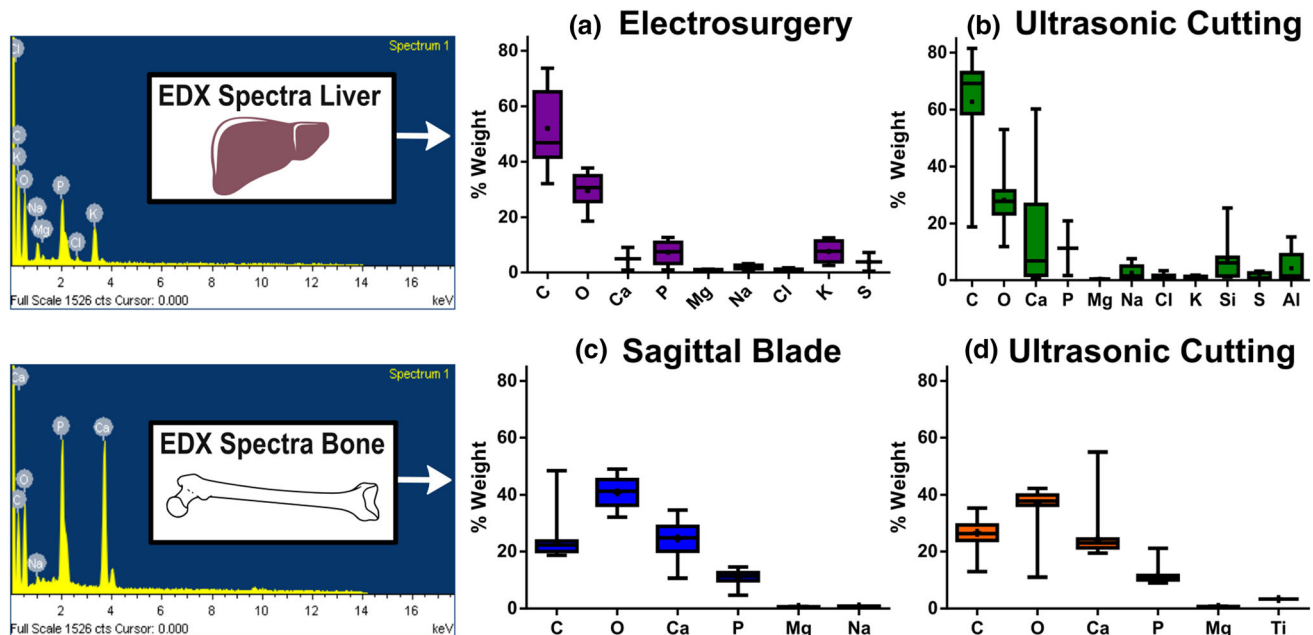 (a) Electrosurgery
(b) Ultrasonic Cutting
Spectrum 1
EDX Spectra Liver
Cl
C
K
O
Na
Mg
P
Cl
K
2 4 6 8 10 12 14 16
Full Scale 1526 cts Cursor: 0.000 keV
% Weight
80
60
40
20
0
C O Ca P Mg Na Cl K S
% Weight
80
60
40
20
0
C O Ca P Mg Na Cl K Si S Al
(c) Sagittal Blade
(d) Ultrasonic Cutting
Spectrum 1
EDX Spectra Bone
Ca
O
C
Na
P
Ca
2 4 6 8 10 12 14 16
Full Scale 1526 cts Cursor: 0.000 keV
% Weight
80
60
40
20
0
C O Ca P Mg Na
% Weight
80
60
40
20
0
C O Ca P Mg Ti